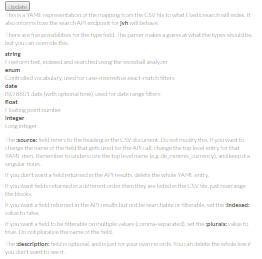 Update
This is a YAML representation of the mapping from the CSV file to what Elasticsearch will index. It
also informs how the search API endpoint for jvh will behave.
There are five possibilities for the type field. The parser makes a guess at what the types should be,
but you can override this.
string
Freeform text, indexed and searched using the snowball analyzer
enum
Controlled vocabulary, used for case-insensitive exact-match filters
date
ISO8601 date (with optional time), used for date range filters
float
Floating point number
integer
Long integer
The :source: field refers to the heading in the CSV document. Do not modify this. If you want to
change the name of the field that gets used for the API call, change the top level entry for that
YAML item. Remember to underscore the top level name (e.g. de_minimis_currency), and keep it a
singular noun.
If you don't want a field returned in the API results, delete the whole YAML entry.
If you want fields returned in a different order than they are listed in the CSV file, just rearrange
the blocks.
If you want a field returned in the API results but not be searchable or filterable, set the :indexed:
value to false.
If you want a field to be filterable on multiple values (comma-separated), set the :plural: value to
true. Do not pluralize the name of the field.
The :description: field is optional, and is just for your own records. You can delete the whole line if
you don't want to see it.